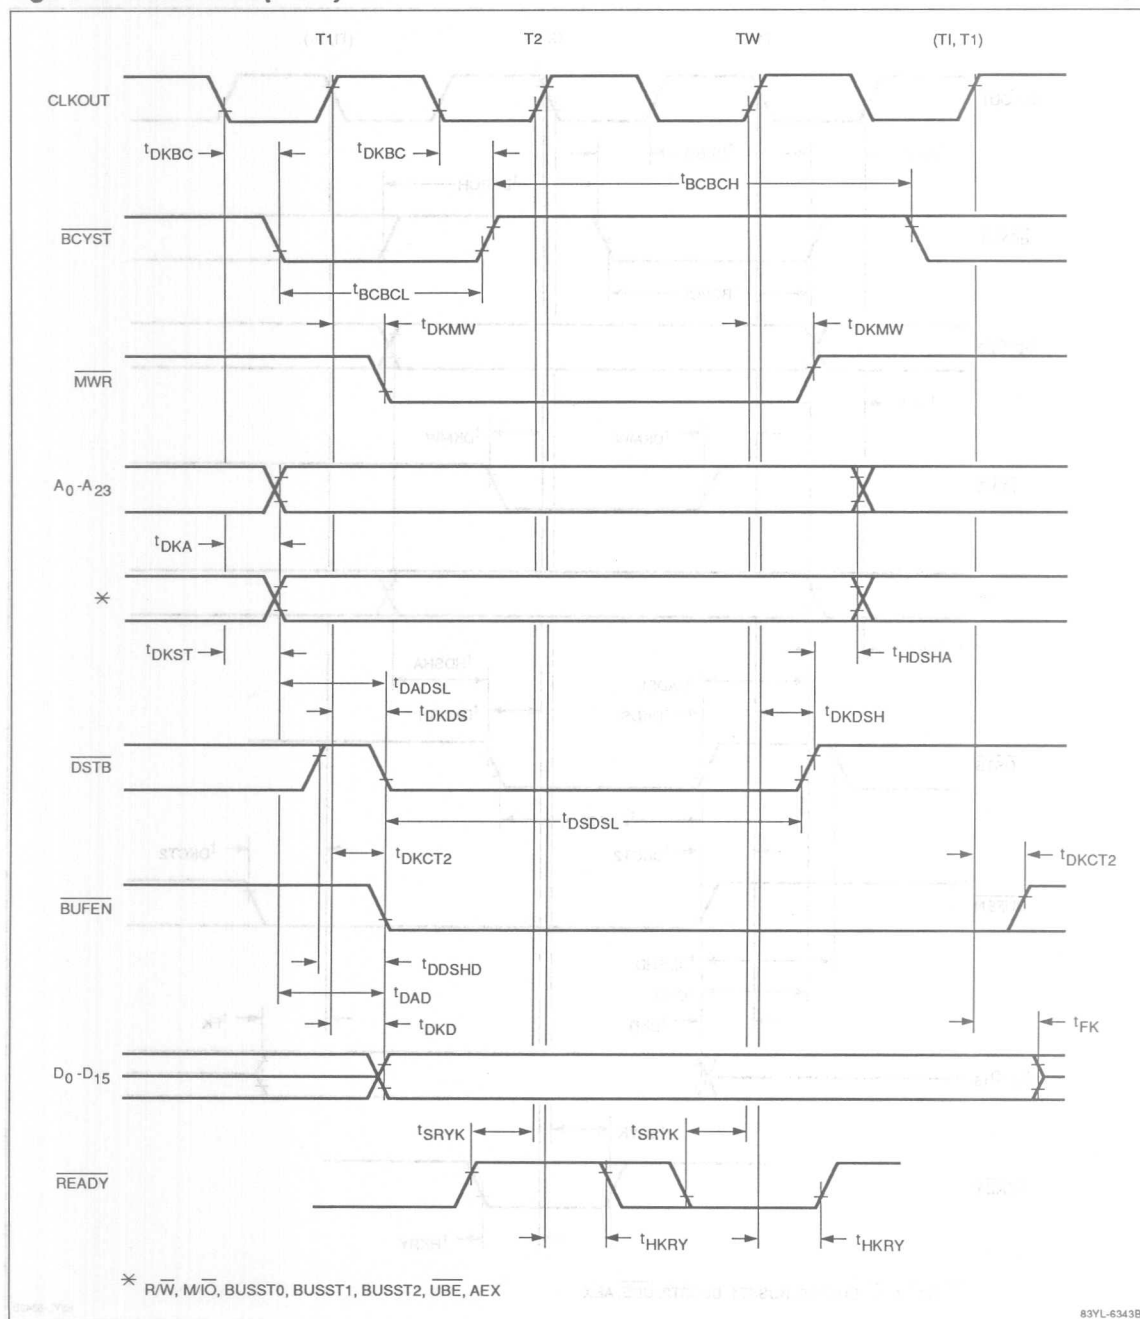 T1 T2 TW (TI, T1)
CLKOUT
tDKBC tDKBC
tBCBCH
BCYST
tBCBCL
tDKMW tDKMW
MWR
A0-A23
tDKA
*
tDKST tHDSHA
tDADSL
tDKDS tDKDSH
DSTB
tDSDSL
tDKCT2 tDKCT2
BUFEN
tDDSHD
tDAD
tDKD tFK
D0-D15
tSRYK tSRYK
READY
tHKRY tHKRY
* R/W, M/IO, BUSST0, BUSST1, BUSST2, UBE, AEX
83YL-6343B